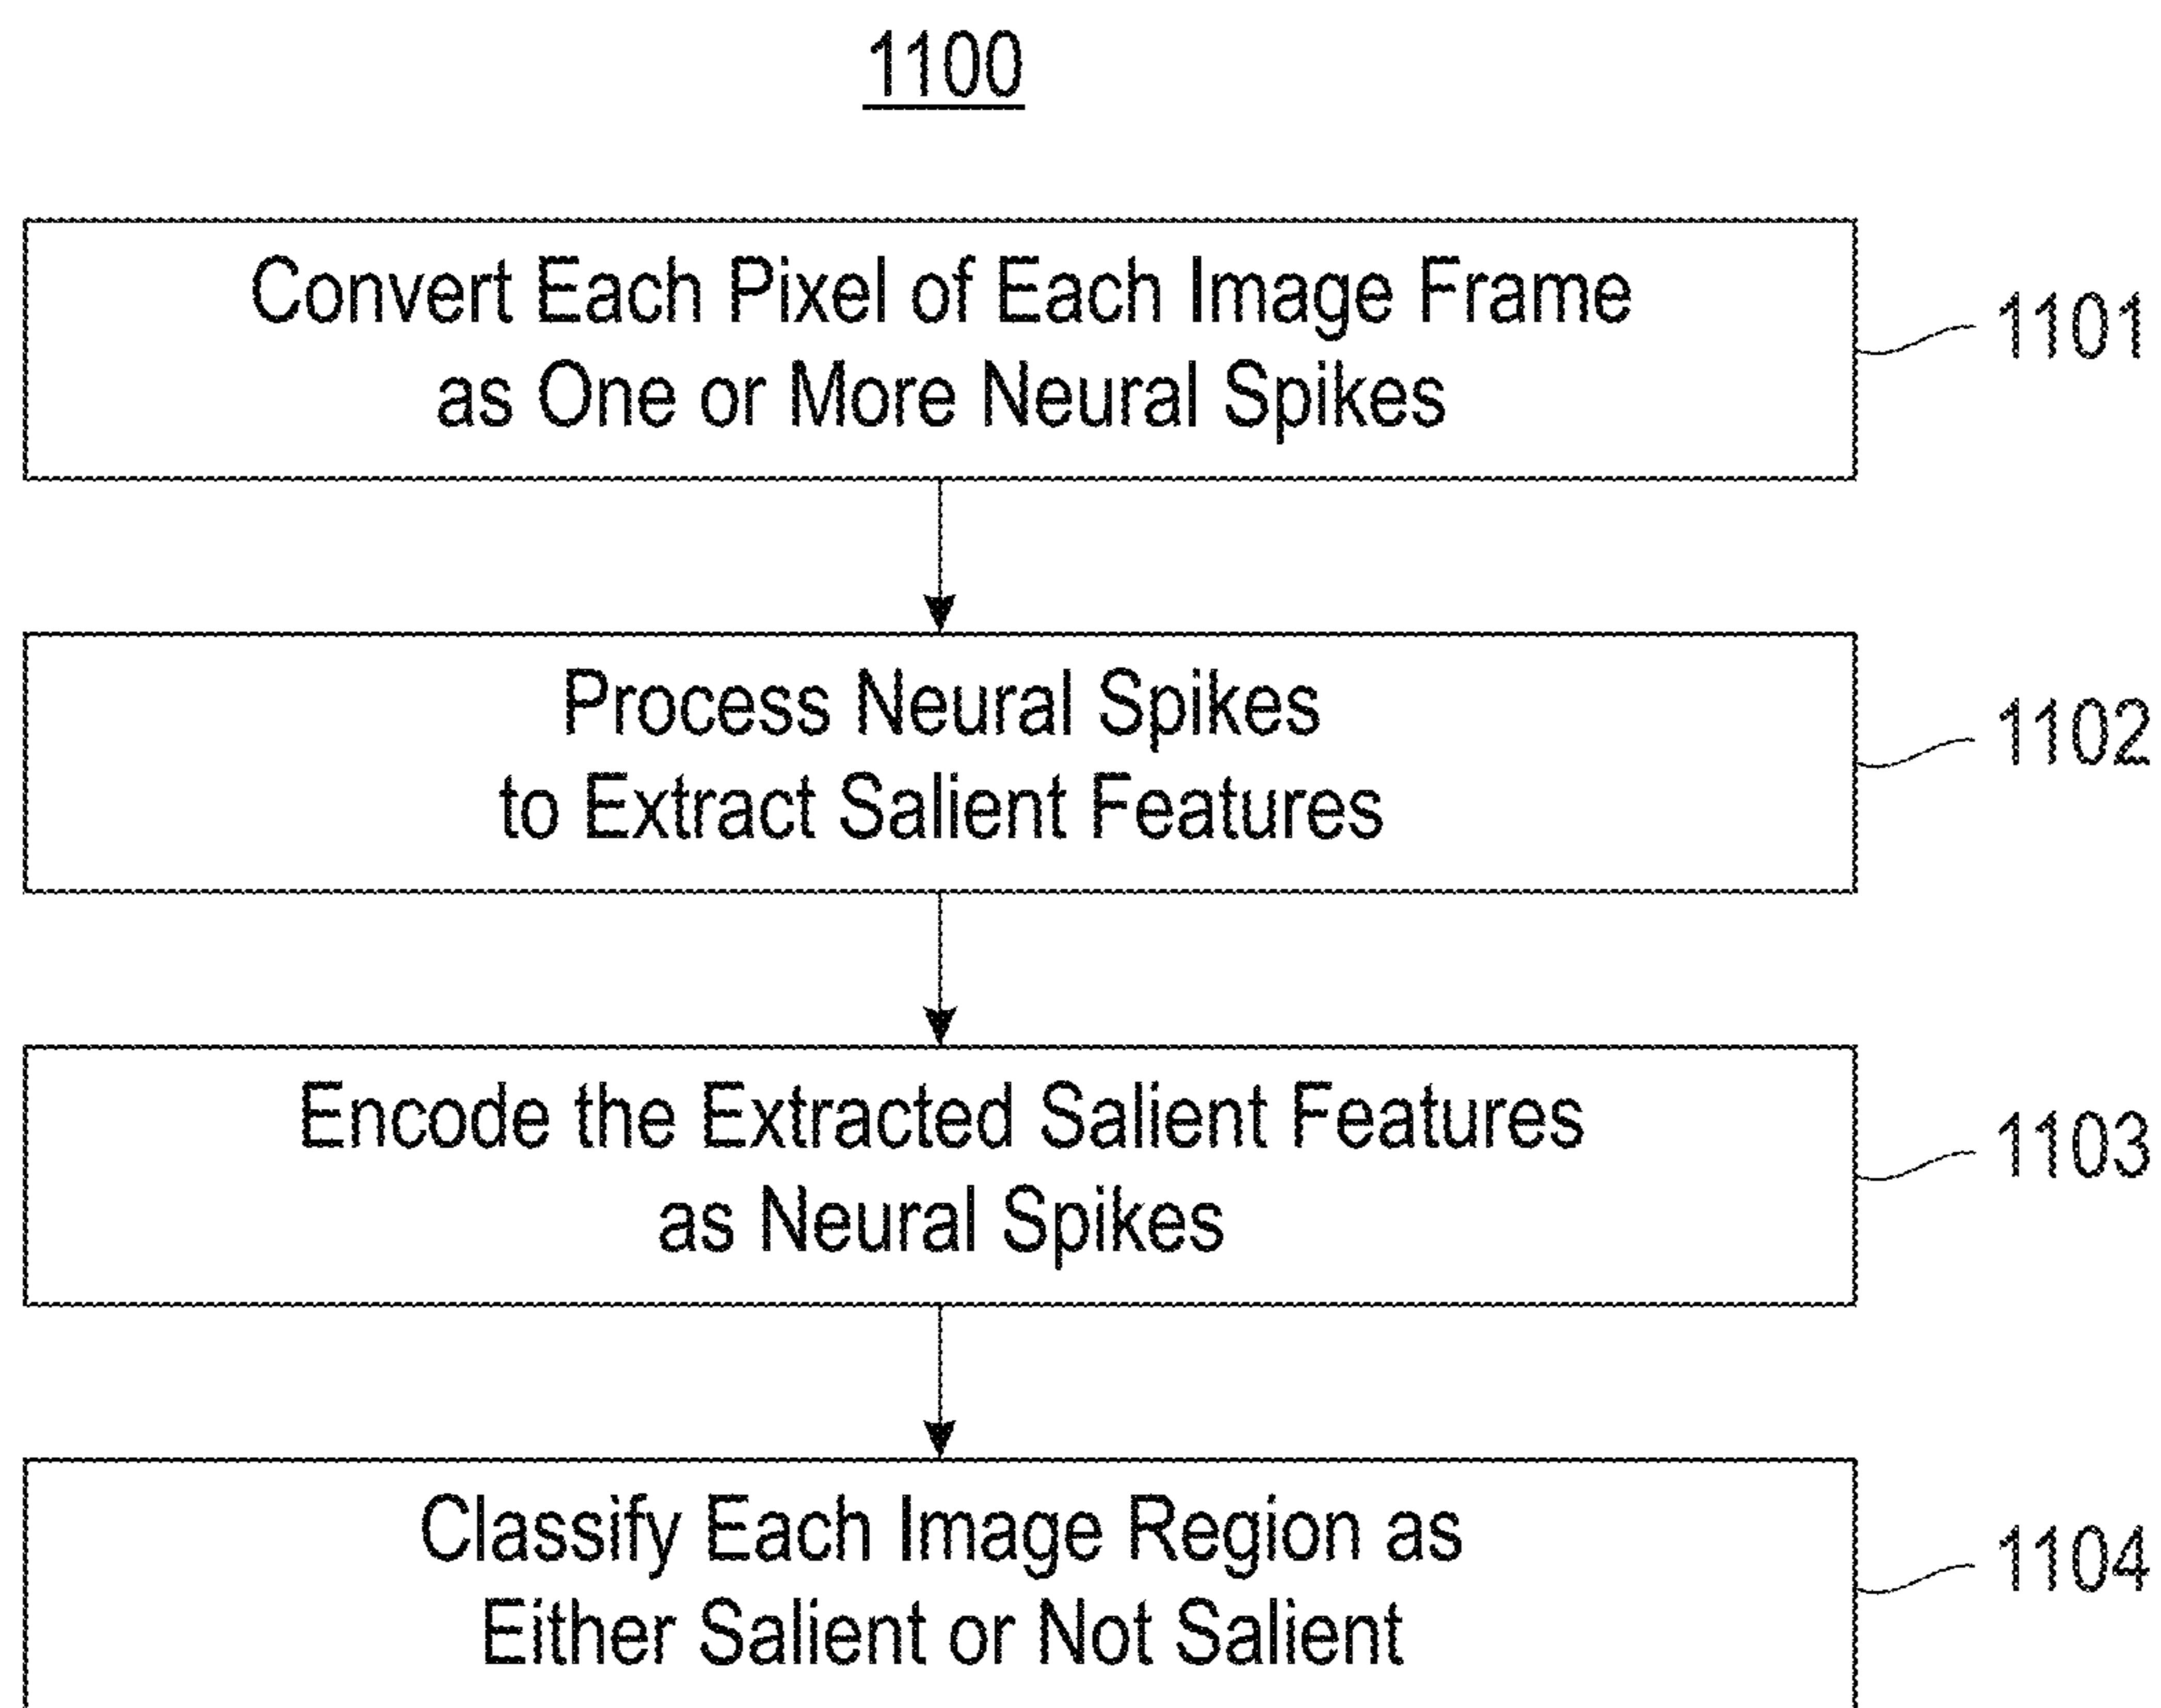 1100
Convert Each Pixel of Each Image Frame
as One or More Neural Spikes
1101
Process Neural Spikes
to Extract Salient Features
1102
Encode the Extracted Salient Features
as Neural Spikes
1103
Classify Each Image Region as
Either Salient or Not Salient
1104